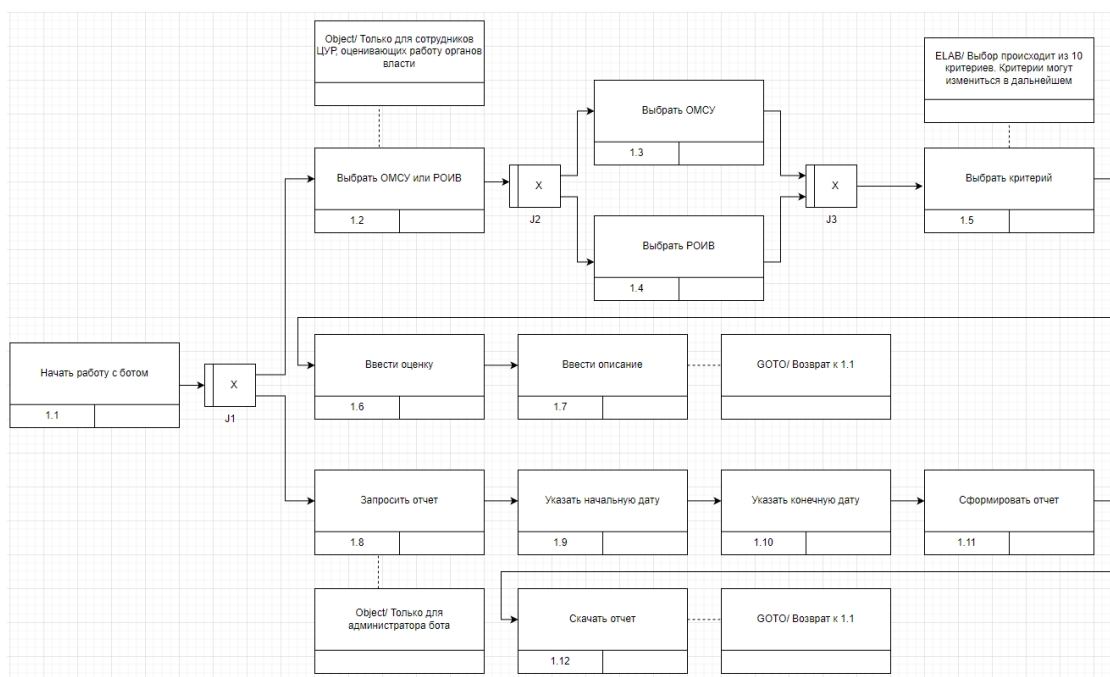 Object/ Только для сотрудников
ЦУР, оценивающих работу органов
власти
ELAB/ Выбор происходит из 10
критериев. Критерии могут
измениться в дальнейшем
Выбрать ОМСУ
1.3
Выбрать ОМСУ или РОИВ
1.2
X
J2
X
J3
Выбрать критерий
1.5
Выбрать РОИВ
1.4
Начать работу с ботом
1.1
X
J1
Ввести оценку
1.6
Ввести описание
1.7
GOTO/ Возврат к 1.1
Запросить отчет
1.8
Указать начальную дату
1.9
Указать конечную дату
1.10
Сформировать отчет
1.11
Object/ Только для
администратора бота
Скачать отчет
1.12
GOTO/ Возврат к 1.1